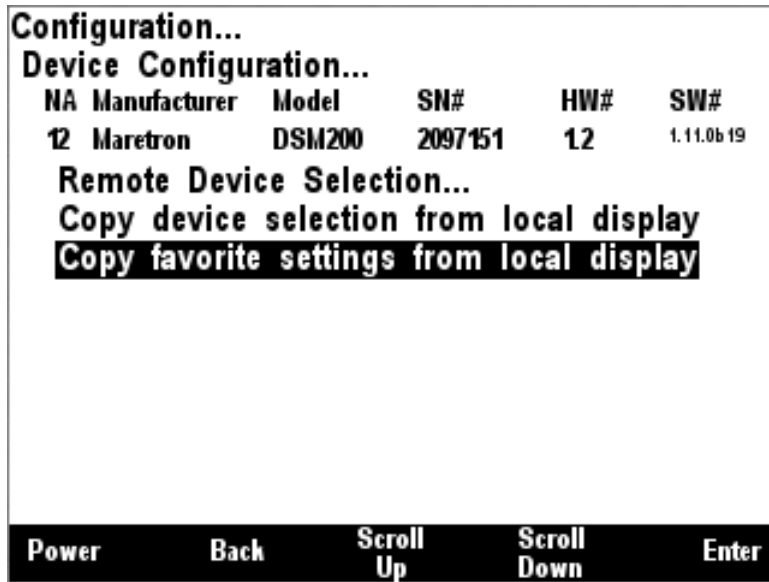 Configuration...
Device Configuration...
NA Manufacturer Model SN# HW# SW#
12 Maretron DSM200 2097151 1.2 1.11.0b19
Remote Device Selection...
Copy device selection from local display
Copy favorite settings from local display
Power Back Scroll Up Scroll Down Enter